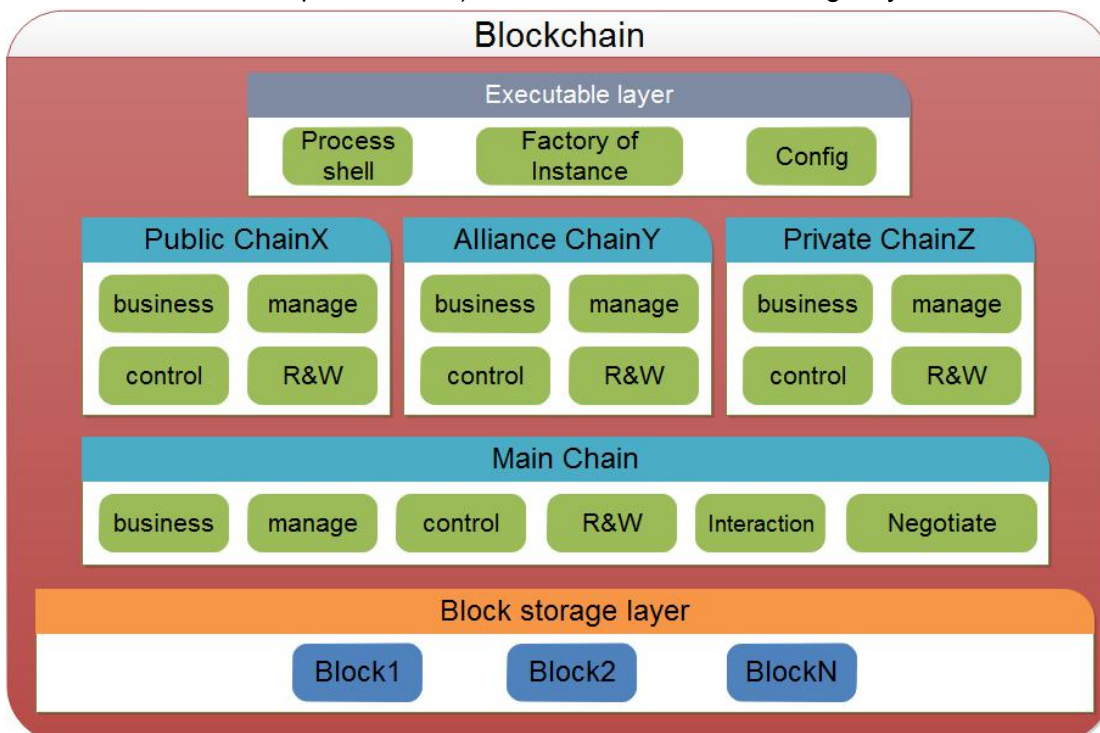 Blockchain
Executable layer
Process
shell
Factory of
Instance
Config
Public ChainX
Alliance ChainY
Private ChainZ
business
manage
business
manage
business
manage
control
R&W
control
R&W
control
R&W
Main Chain
business
manage
control
R&W
Interaction
Negotiate
Block storage layer
Block1
Block2
BlockN